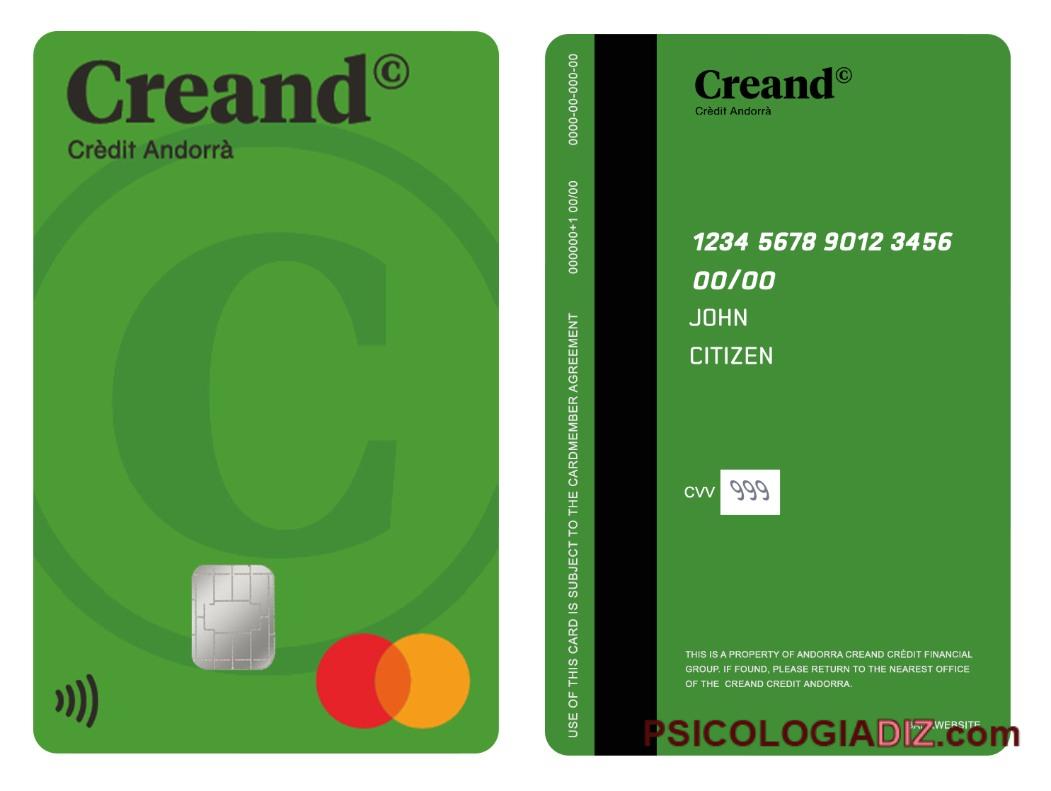 Creand©
Crèdit Andorrà
USE OF THIS CARD IS SUBJECT TO THE CARDMEMBER AGREEMENT 000000+1 00/00 0000-00-000-00
Creand©
Crèdit Andorrà
1234 5678 9012 3456
00/00
JOHN
CITIZEN
CVV 999
THIS IS A PROPERTY OF ANDORRA CREAND CRÈDIT FINANCIAL
GROUP. IF FOUND, PLEASE RETURN TO THE NEAREST OFFICE
OF THE CREAND CREDIT ANDORRA.
WEBSITE
PSICOLOGIADIZ.com